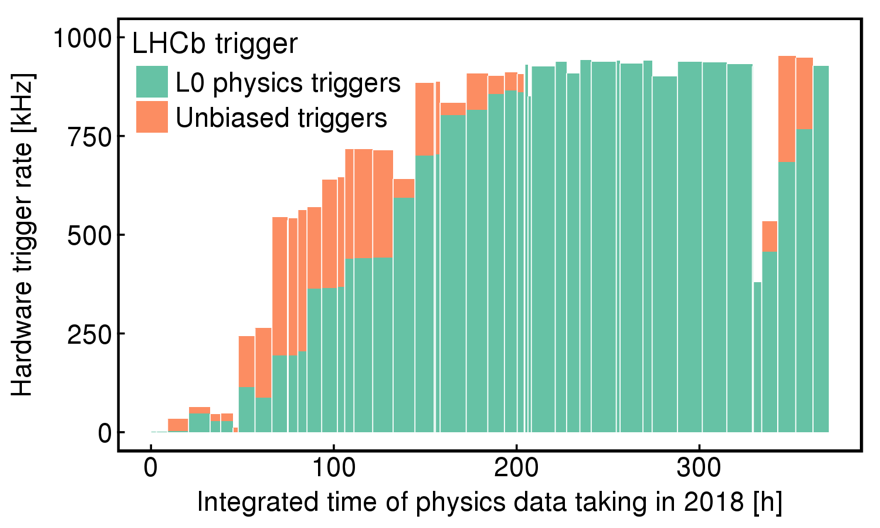 LHCb trigger
L0 physics triggers
Unbiased triggers
Hardware trigger rate [kHz]
1000
750
500
250
0
0 100 200 300
Integrated time of physics data taking in 2018 [h]